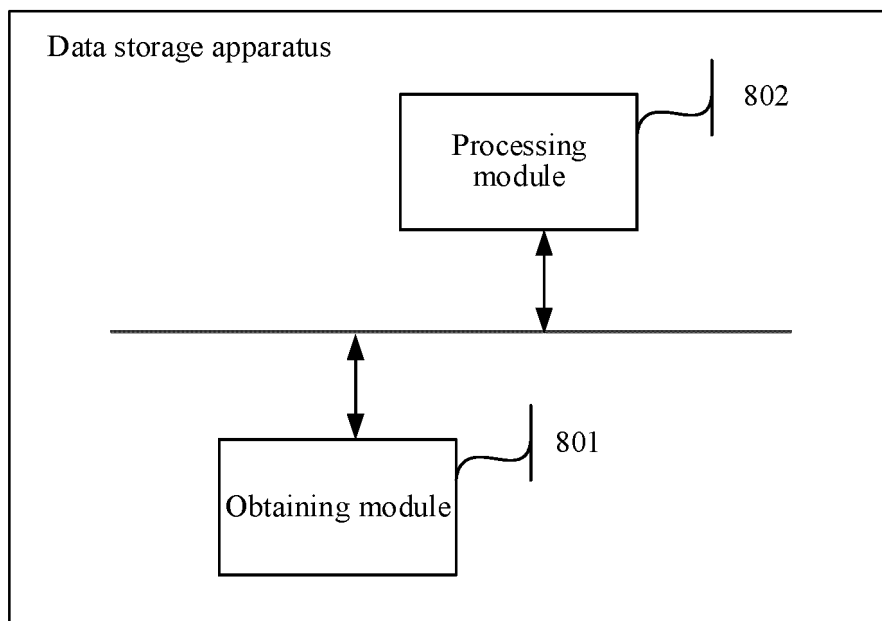 Data storage apparatus
802
Processing
module
801
Obtaining module